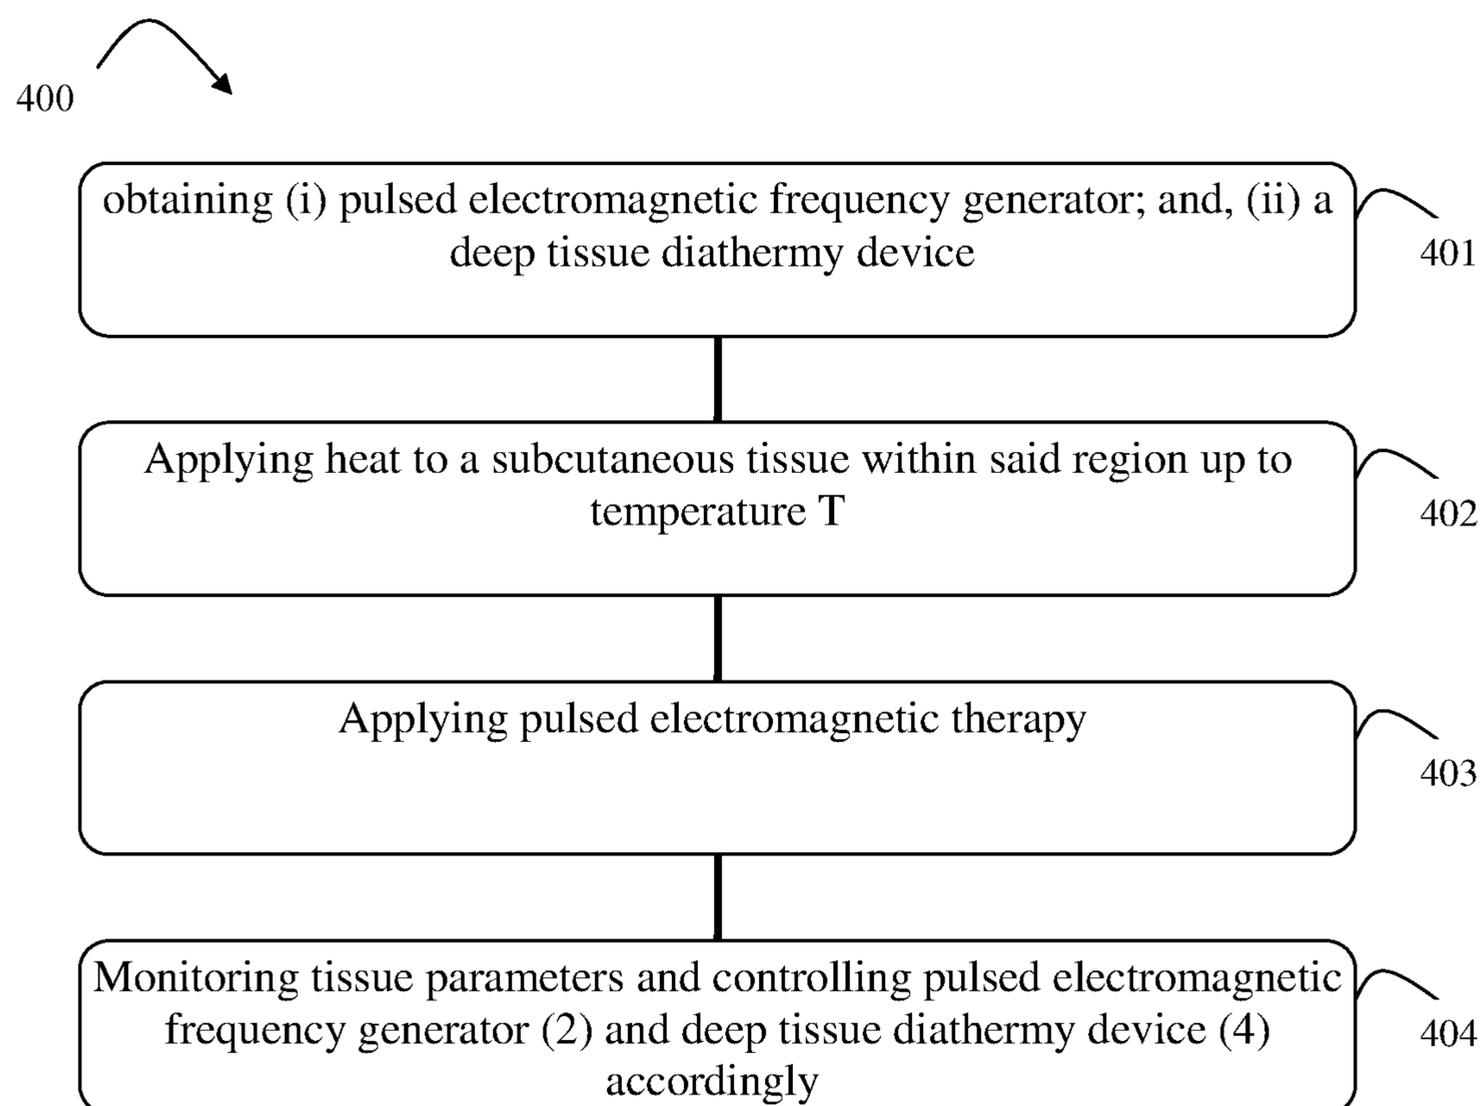 400
obtaining (i) pulsed electromagnetic frequency generator; and, (ii) a
deep tissue diathermy device
401
Applying heat to a subcutaneous tissue within said region up to
temperature T
402
Applying pulsed electromagnetic therapy
403
Monitoring tissue parameters and controlling pulsed electromagnetic
frequency generator (2) and deep tissue diathermy device (4)
accordingly
404